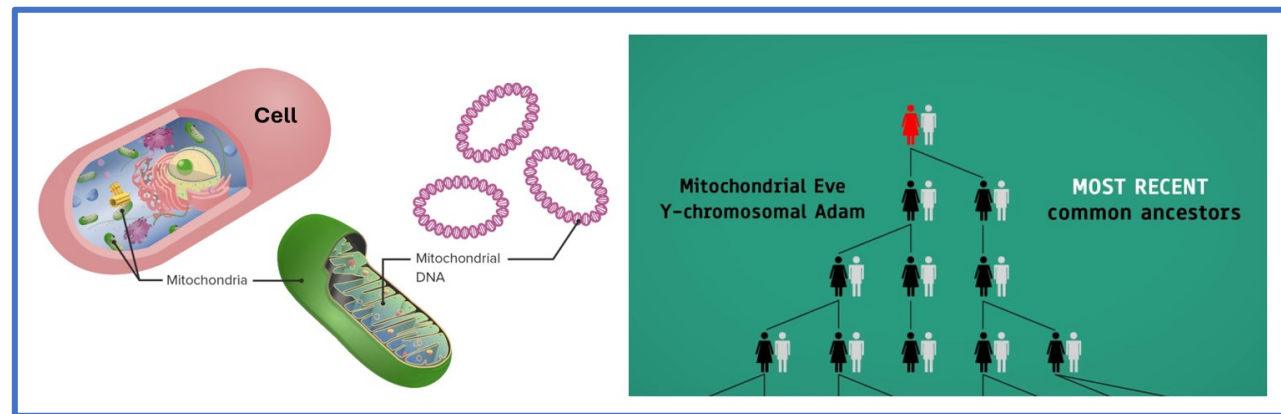 Cell
Mitochondria
Mitochondrial
DNA
Mitochondrial Eve
Y-chromosomal Adam
MOST RECENT
common ancestors